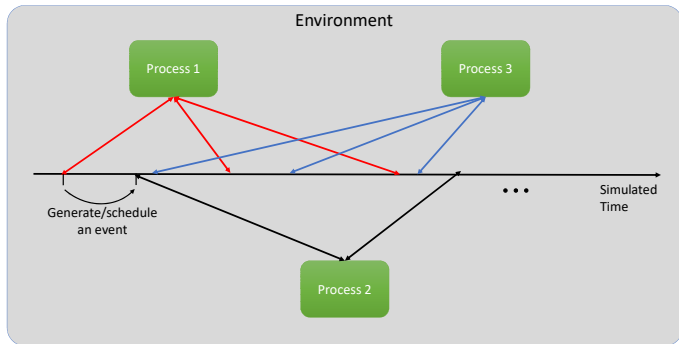 Environment
Process 1
Process 3
Generate/schedule
an event
Simulated
Time
Process 2